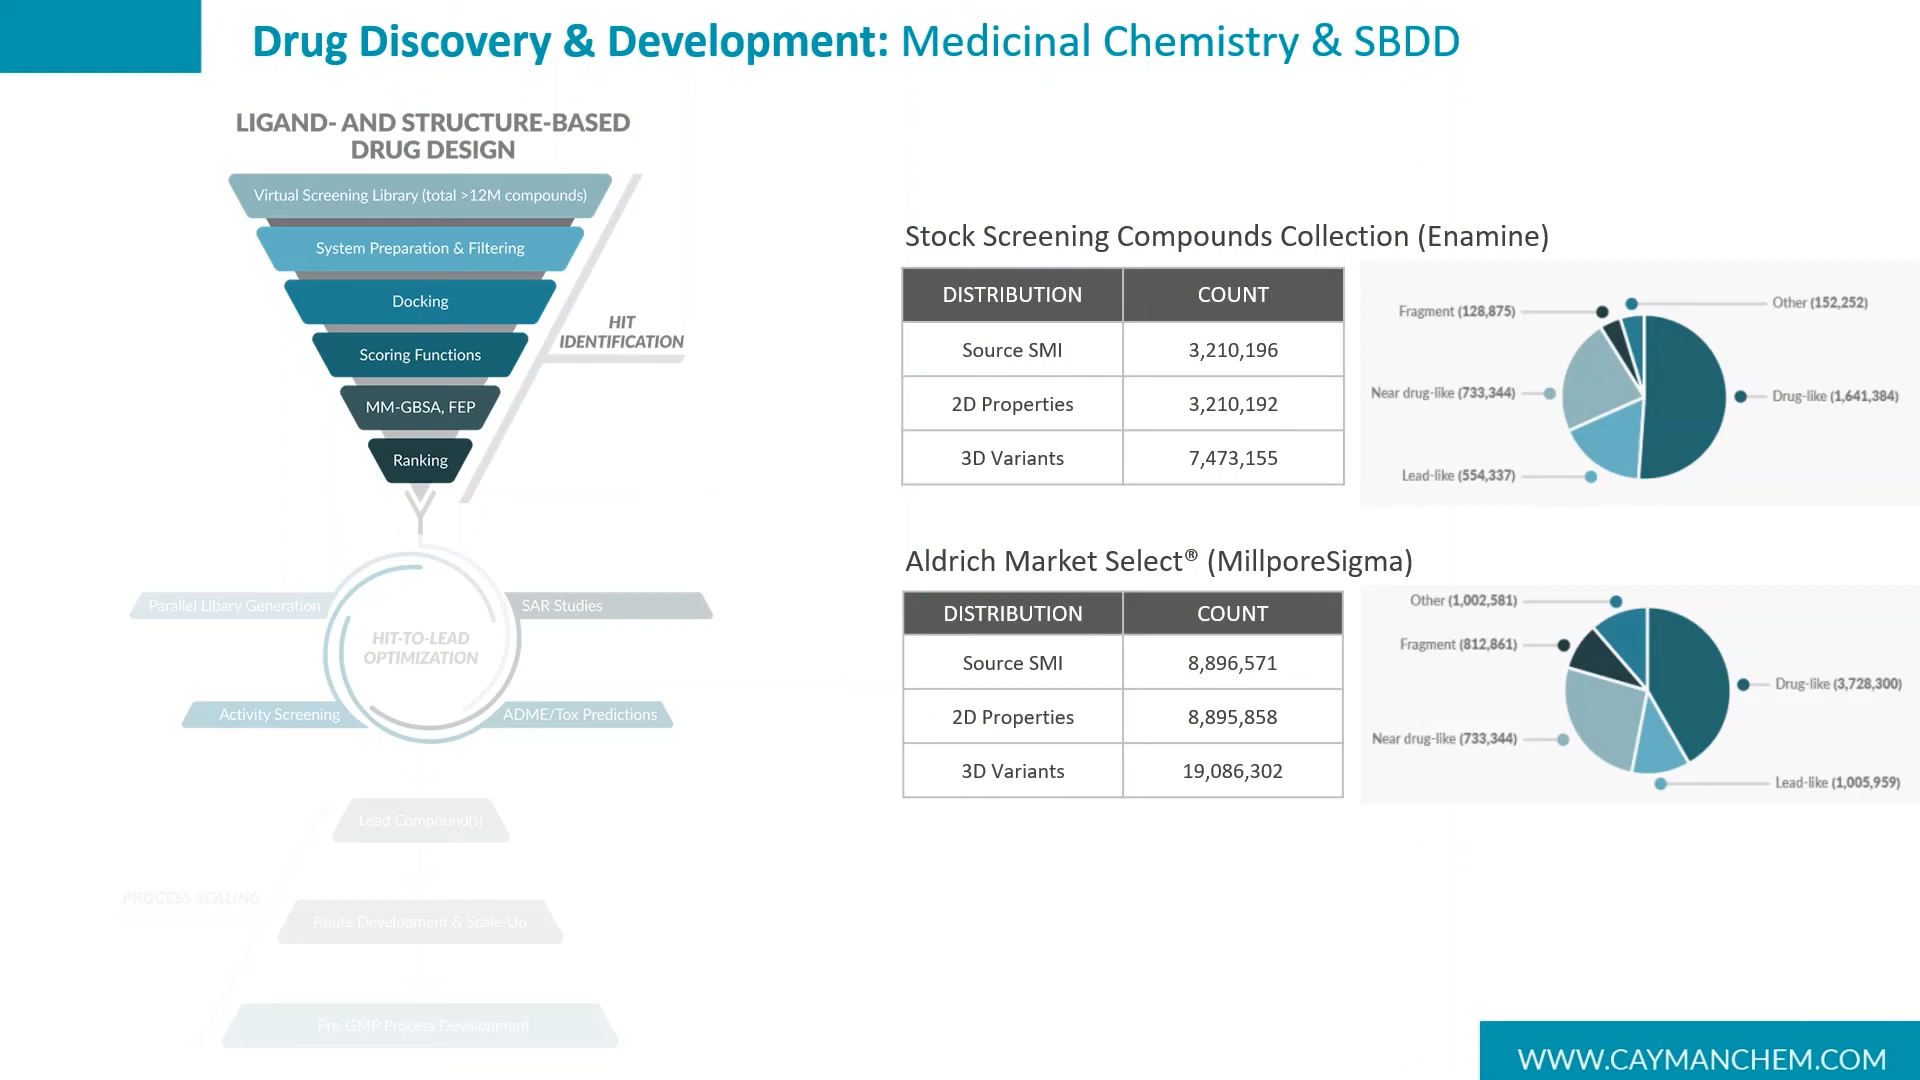 Drug Discovery & Development: Medicinal Chemistry & SBDD
LIGAND- AND STRUCTURE-BASED
DRUG DESIGN
Virtual Screening Library (total >12M compounds)
System Preparation & Filtering
Docking
Scoring Functions
MM-GBSA, FEP
Ranking
HIT
IDENTIFICATION
Parallel Libary Generation
SAR Studies
HIT-TO-LEAD
OPTIMIZATION
Activity Screening
ADME/Tox Predictions
Lead Compound(s)
PROCESS SCALING
Route Development & Scale-Up
Pre-GMP Process Development
Stock Screening Compounds Collection (Enamine)
DISTRIBUTION COUNT
Source SMI 3,210,196
2D Properties 3,210,192
3D Variants 7,473,155
Fragment (128,875)
Other (152,252)
Near drug-like (733,344)
Drug-like (1,641,384)
Lead-like (554,337)
Aldrich Market Select® (MillporeSigma)
DISTRIBUTION COUNT
Source SMI 8,896,571
2D Properties 8,895,858
3D Variants 19,086,302
Other (1,002,581)
Fragment (812,861)
Drug-like (3,728,300)
Near drug-like (733,344)
Lead-like (1,005,959)
WWW.CAYMANCHEM.COM